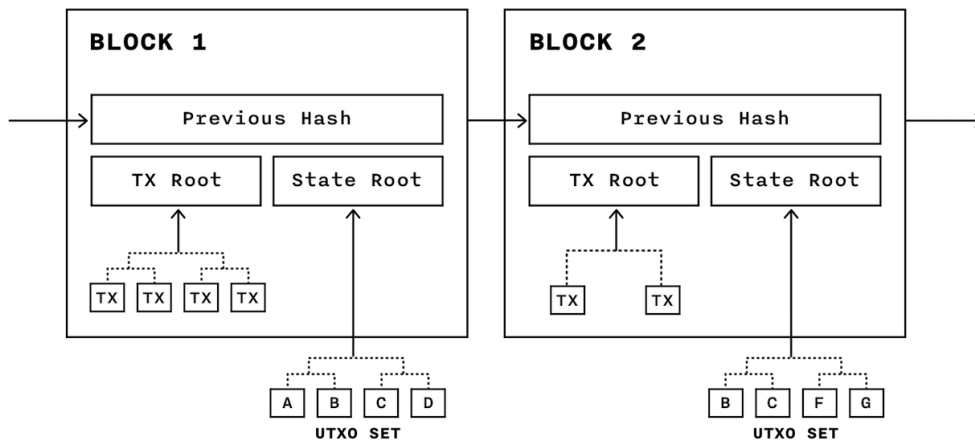 BLOCK 1
Previous Hash
TX Root
State Root
TX TX TX TX
A B C D
UTXO SET
BLOCK 2
Previous Hash
TX Root
State Root
TX TX
B C F G
UTXO SET